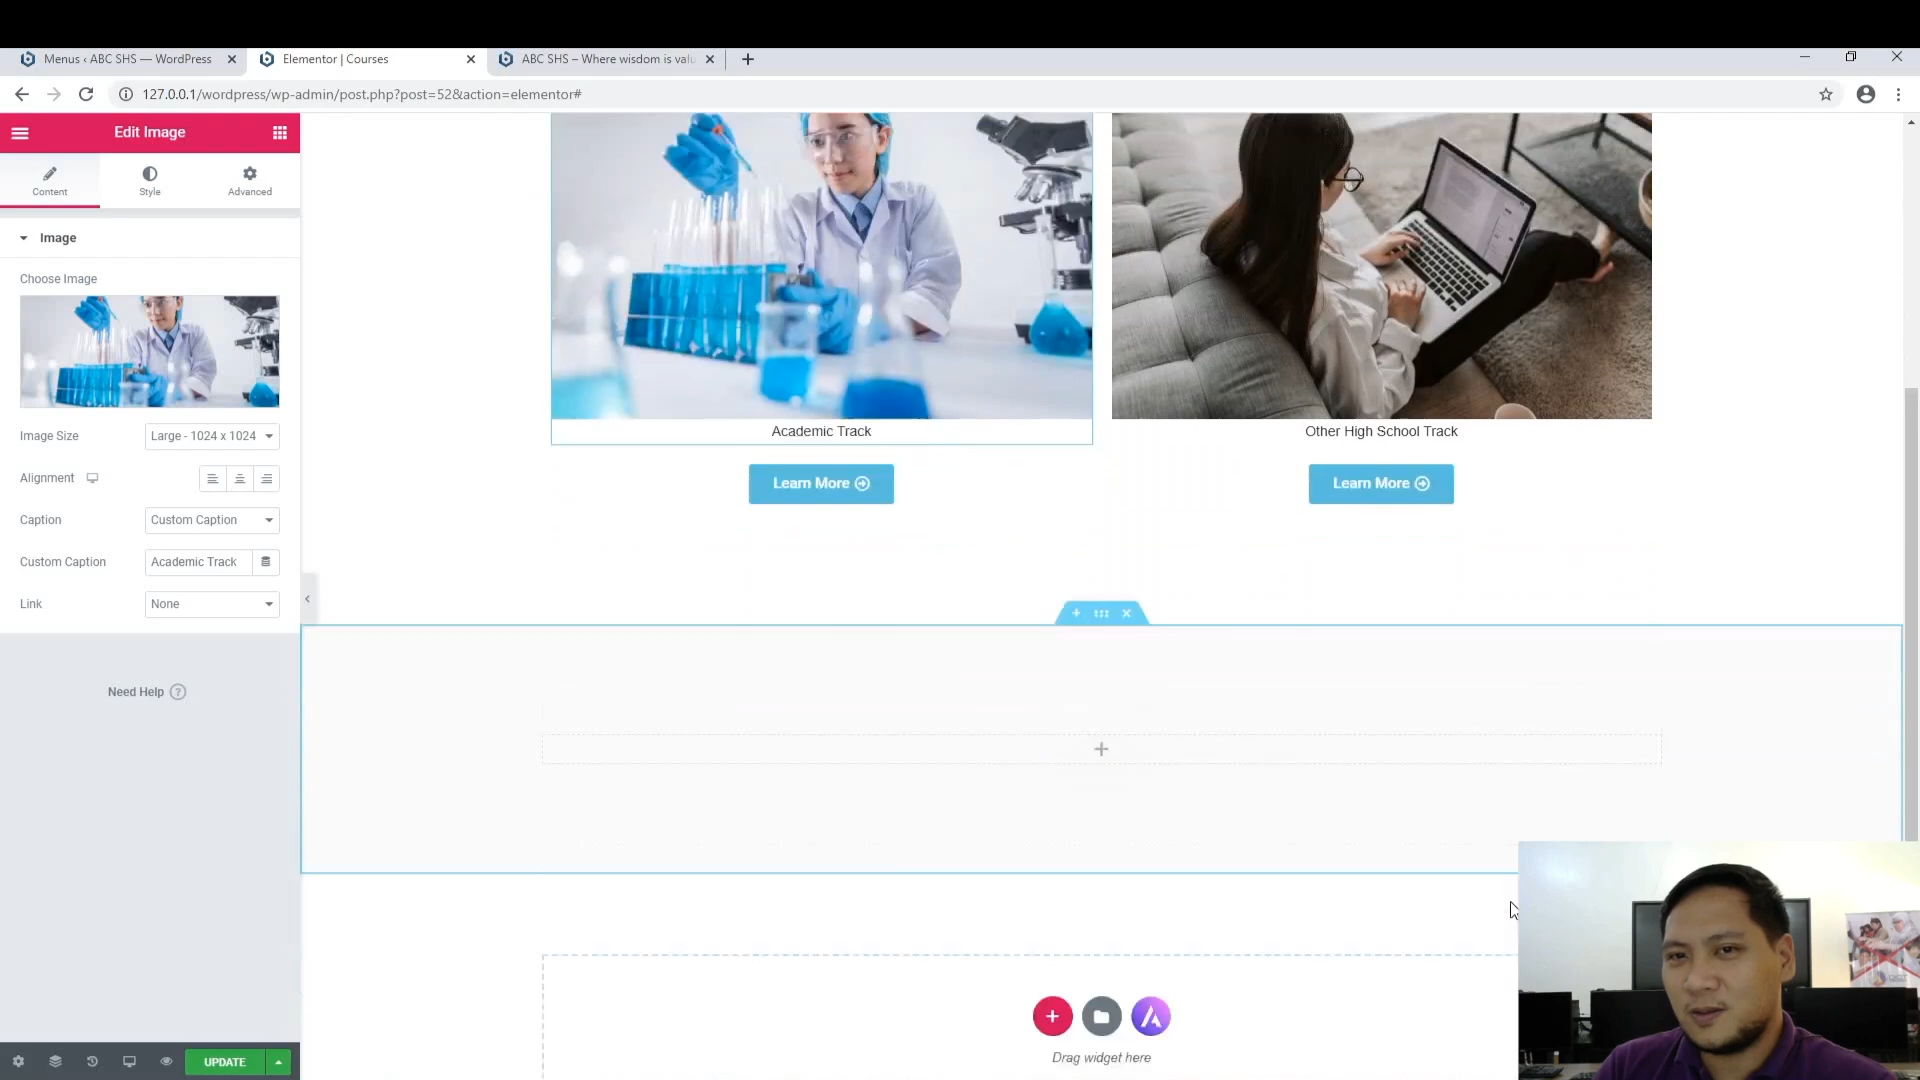 Menus ‹ ABC SHS — WordPress
Elementor | Courses
ABC SHS – Where wisdom is valu
127.0.0.1/wordpress/wp-admin/post.php?post=52&action=elementor#
Edit Image
Content
Style
Advanced
Image
Choose Image
Image Size
Large - 1024 x 1024
Alignment
Caption
Custom Caption
Custom Caption
Academic Track
Link
None
Need Help
UPDATE
Academic Track
Other High School Track
Learn More
Learn More
Drag widget here